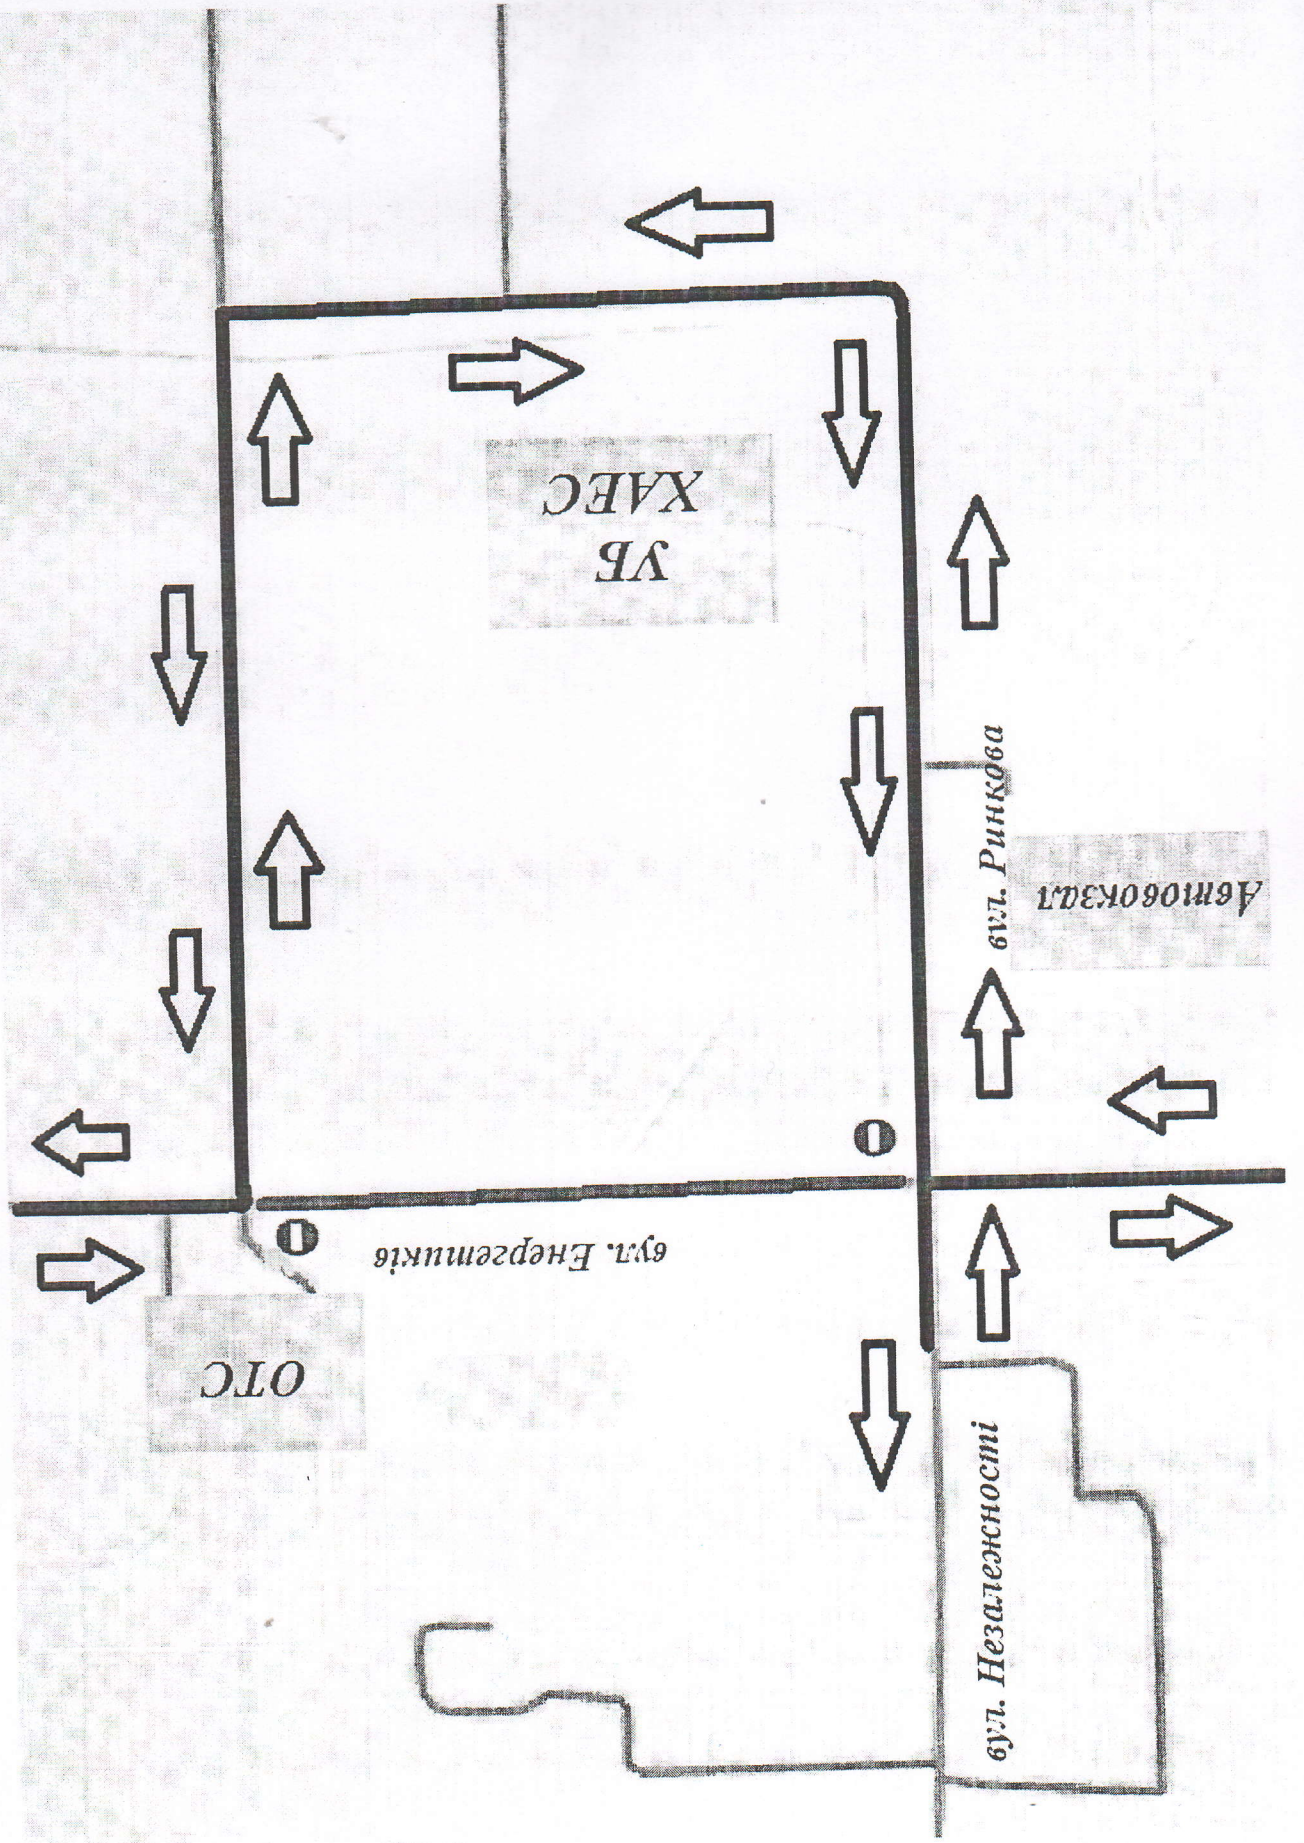 вул. Незалежності
ОТС
вул. Енергетиків
Автовокзал
вул. Ринкова
УБ
ХАЕС